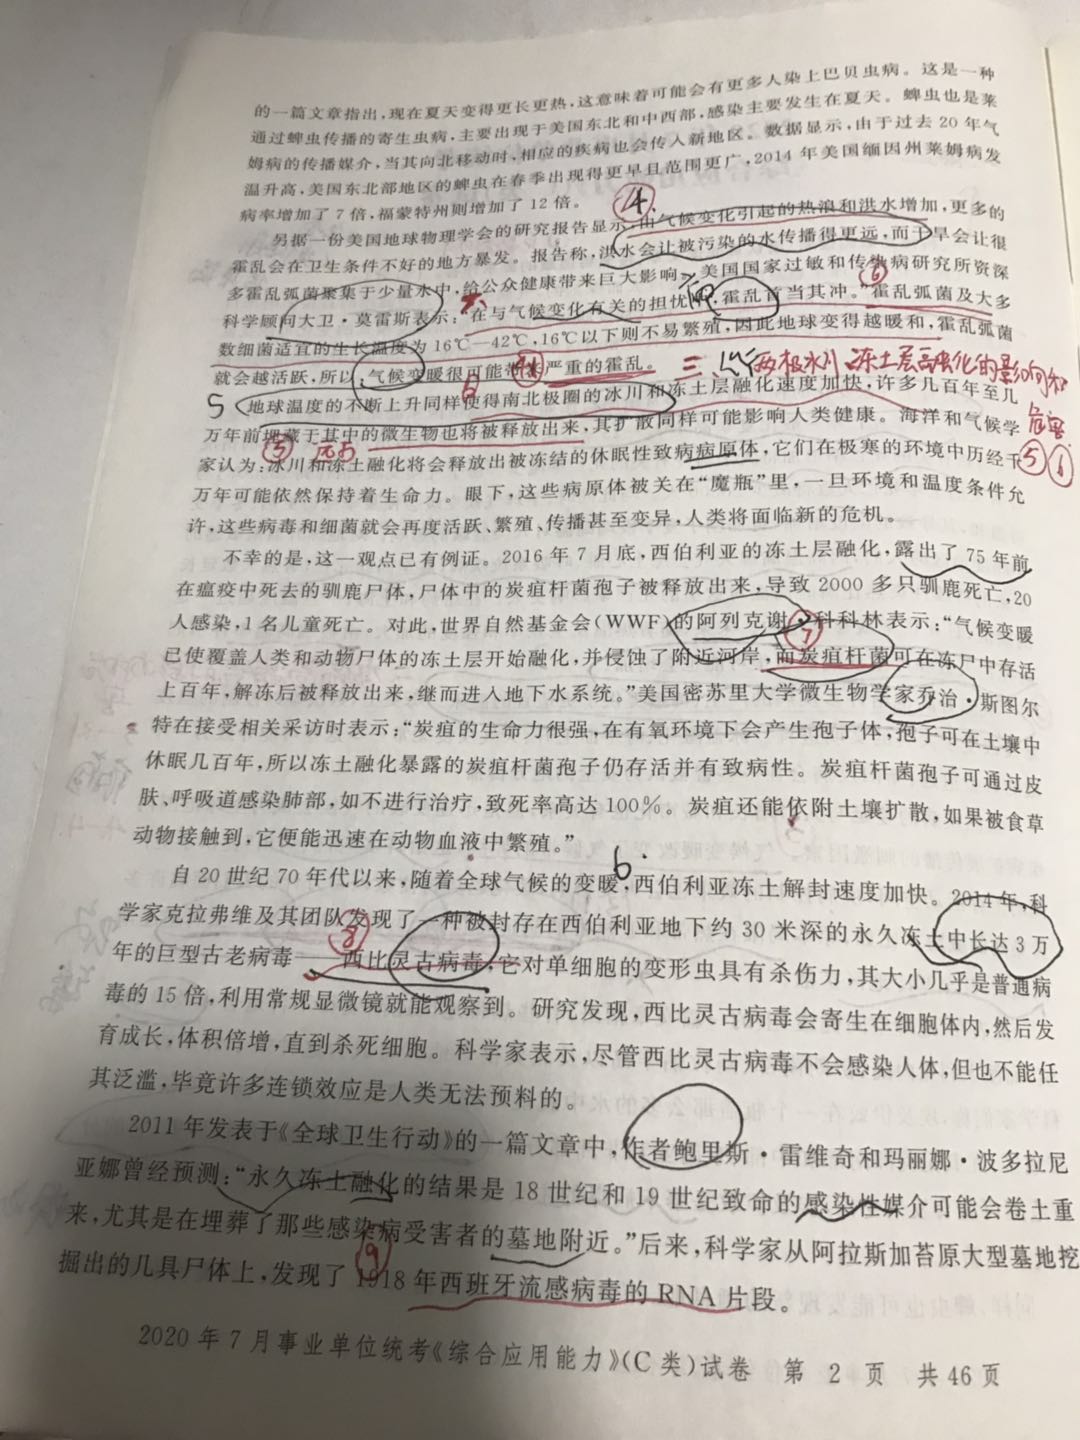 的一篇文章指出,现在夏天变得更长更热,这意味着可能会有更多人染上巴贝虫病。这是一种
通过蜱虫传播的寄生虫病,主要出现于美国东北和中西部,感染主要发生在夏天。蜱虫也是莱
姆病的传播媒介,当其向北移动时,相应的疾病也会传入新地区。数据显示,由于过去 20 年气
温升高,美国东北部地区的蜱虫在春季出现得更早且范围更广,2014 年美国缅因州莱姆病发
病率增加了 7 倍,福蒙特州则增加了 12 倍。
④
另据一份美国地球物理学会的研究报告显示,由气候变化引起的热浪和洪水增加,更多的
霍乱会在卫生条件不好的地方暴发。报告称,洪水会让被污染的水传播得更远,而干旱会让很
多霍乱弧菌聚集于少量水中,给公众健康带来巨大影响。美国国家过敏和传染病研究所资深
⑥
科学顾问大卫·莫雷斯表示:“在与气候变化有关的担忧中,霍乱首当其冲。”霍乱弧菌及大多
数细菌适宜的生长温度为 16℃—42℃,16℃以下则不易繁殖,因此地球变得越暖和,霍乱弧菌
就会越活跃,所以,气候变暖很可能带来严重的霍乱。
三、 两极冰川 冻土层融化的影响和
危害
5
地球温度的不断上升同样使得南北极圈的冰川和冻土层融化速度加快,许多几百年至几
万年前埋藏于其中的微生物也将被释放出来,其扩散同样可能影响人类健康。海洋和气候学
⑤
⑤
家认为:冰川和冻土融化将会释放出被冻结的休眠性致病病原体,它们在极寒的环境中历经千
万年可能依然保持着生命力。眼下,这些病原体被关在“魔瓶”里,一旦环境和温度条件允
许,这些病毒和细菌就会再度活跃、繁殖、传播甚至变异,人类将面临新的危机。
不幸的是,这一观点已有例证。2016 年 7 月底,西伯利亚的冻土层融化,露出了 75 年前
在瘟疫中死去的驯鹿尸体,尸体中的炭疽杆菌孢子被释放出来,导致 2000 多只驯鹿死亡,20
人感染,1 名儿童死亡。对此,世界自然基金会(WWF)的阿列克谢·科科林表示:“气候变暖
⑦
已使覆盖人类和动物尸体的冻土层开始融化,并侵蚀了附近河岸,而炭疽杆菌可在冻尸中存活
上百年,解冻后被释放出来,继而进入地下水系统。”美国密苏里大学微生物学家乔治·斯图尔
特在接受相关采访时表示:“炭疽的生命力很强,在有氧环境下会产生孢子体,孢子可在土壤中
休眠几百年,所以冻土融化暴露的炭疽杆菌孢子仍存活并有致病性。炭疽杆菌孢子可通过皮
肤、呼吸道感染肺部,如不进行治疗,致死率高达 100%。炭疽还能依附土壤扩散,如果被食草
动物接触到,它便能迅速在动物血液中繁殖。”
6
自 20 世纪 70 年代以来,随着全球气候的变暖,西伯利亚冻土解封速度加快。2014 年,科
学家克拉弗维及其团队发现了一种被封存在西伯利亚地下约 30 米深的永久冻土中长达 3 万
⑧
年的巨型古老病毒——西比灵古病毒,它对单细胞的变形虫具有杀伤力,其大小几乎是普通病
毒的 15 倍,利用常规显微镜就能观察到。研究发现,西比灵古病毒会寄生在细胞体内,然后发
育成长,体积倍增,直到杀死细胞。科学家表示,尽管西比灵古病毒不会感染人体,但也不能任
其泛滥,毕竟许多连锁效应是人类无法预料的。
2011 年发表于《全球卫生行动》的一篇文章中,作者鲍里斯·雷维奇和玛丽娜·波多拉尼
亚娜曾经预测:“永久冻土融化的结果是 18 世纪和 19 世纪致命的感染性媒介可能会卷土重
来,尤其是在埋葬了那些感染病受害者的墓地附近。”后来,科学家从阿拉斯加苔原大型墓地挖
⑨
掘出的几具尸体上,发现了 1918 年西班牙流感病毒的 RNA 片段。
2020 年 7 月事业单位统考《综合应用能力》(C 类)试卷 第 2 页 共 46 页